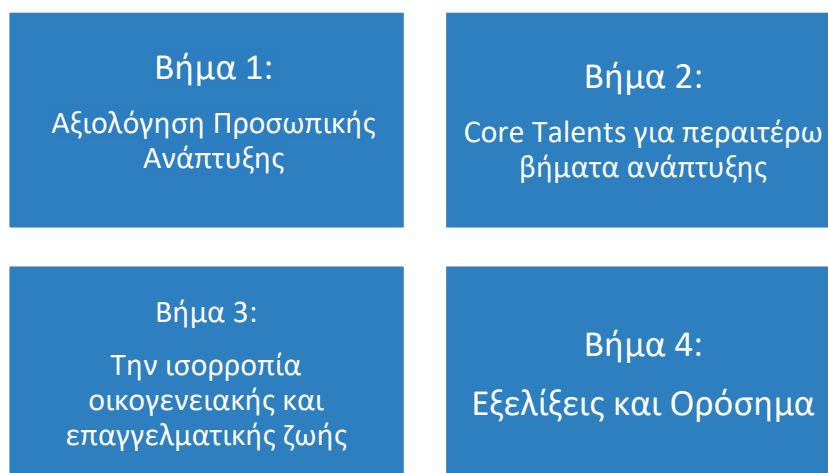 Βήμα 1:
Αξιολόγηση Προσωπικής
Ανάπτυξης
Βήμα 2:
Core Talents για περαιτέρω
βήματα ανάπτυξης
Βήμα 3:
Την ισορροπία
οικογενειακής και
επαγγελματικής ζωής
Βήμα 4:
Εξελίξεις και Ορόσημα